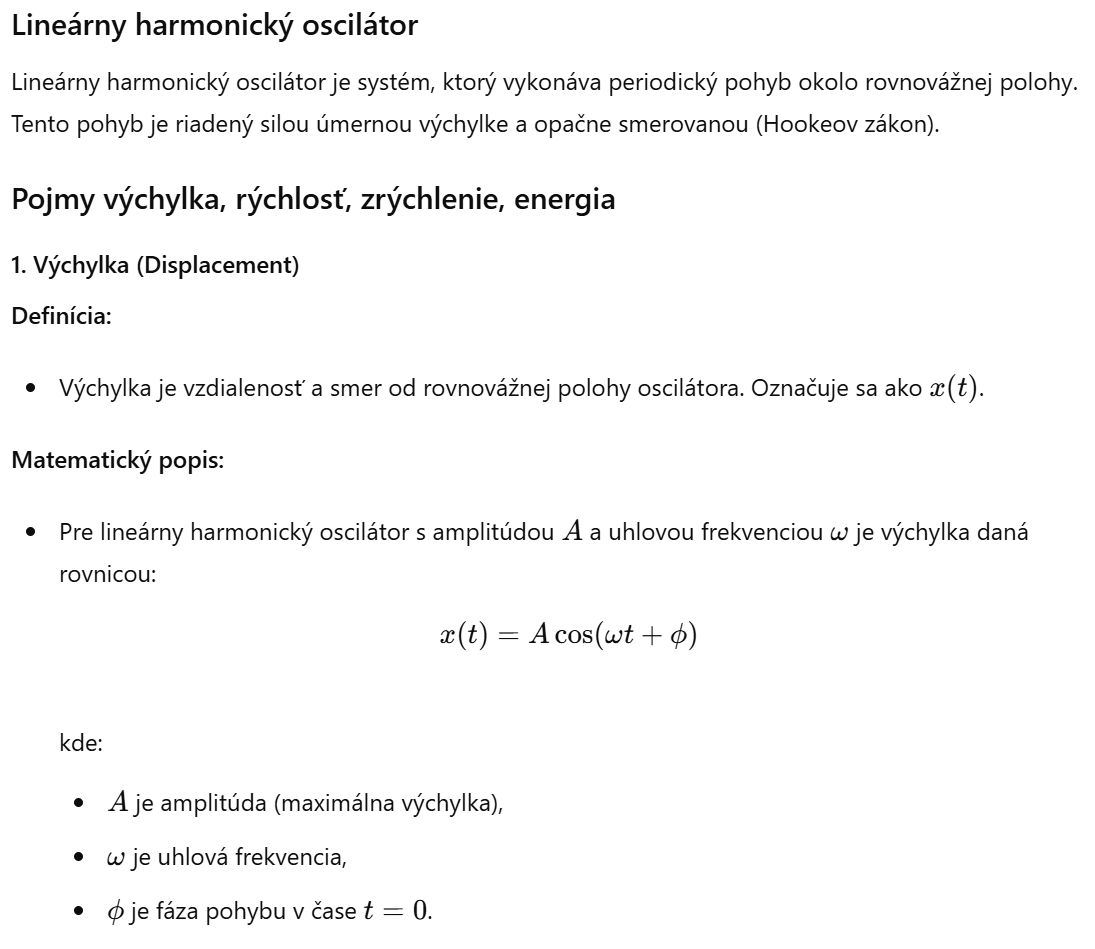 Lineárny harmonický oscilátor
Lineárny harmonický oscilátor je systém, ktorý vykonáva periodický pohyb okolo rovnovážnej polohy.
Tento pohyb je riadený silou úmernou výchylke a opačne smerovanou (Hookeov zákon).
Pojmy výchylka, rýchlosť, zrýchlenie, energia
1. Výchylka (Displacement)
Definícia:
• Výchylka je vzdialenosť a smer od rovnovážnej polohy oscilátora. Označuje sa ako x(t).
Matematický popis:
• Pre lineárny harmonický oscilátor s amplitúdou A a uhlovou frekvenciou ω je výchylka daná
rovnicou:
x(t) = A cos(ωt + ϕ)
kde:
• A je amplitúda (maximálna výchylka),
• ω je uhlová frekvencia,
• ϕ je fáza pohybu v čase t = 0.